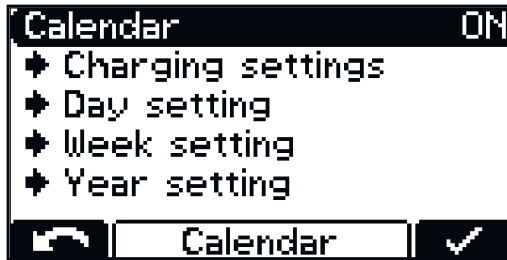 Calendar ON
Charging settings
Day setting
Week setting
Year setting
Calendar